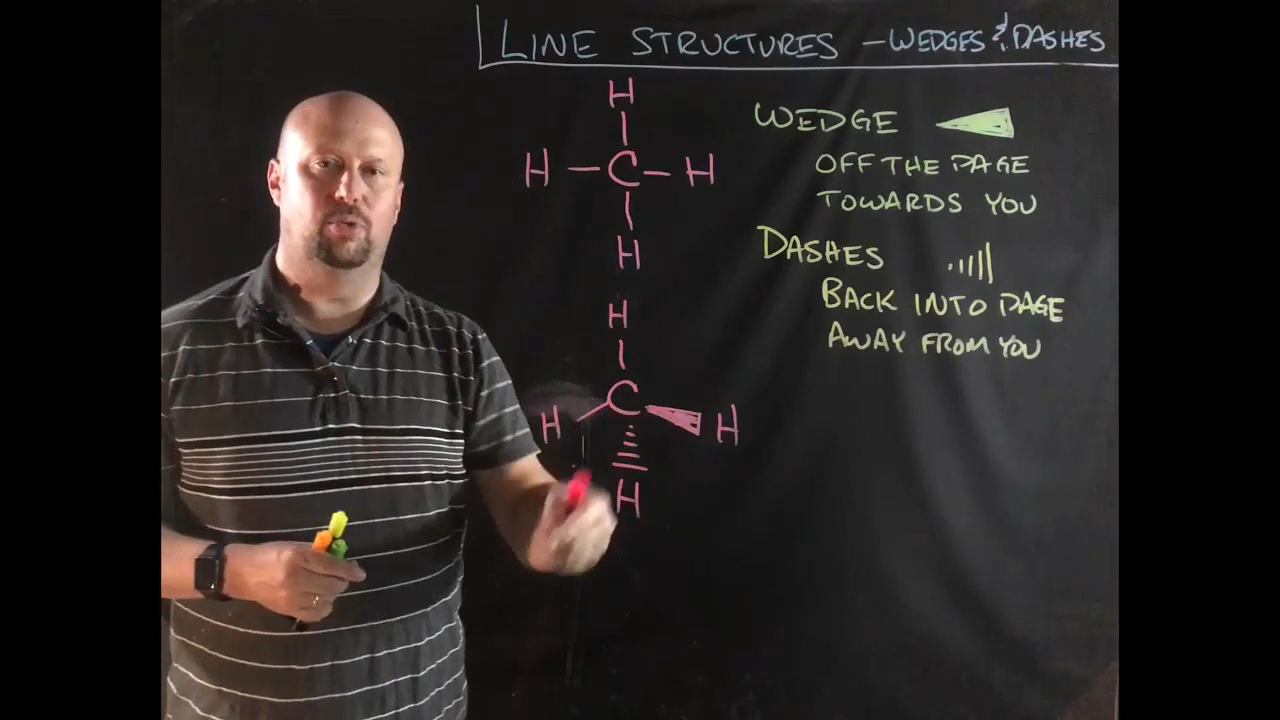 LINE STRUCTURES - WEDGES & DASHES
H
H - C - H
H
WEDGE
OFF THE PAGE
TOWARDS YOU
DASHES
BACK INTO PAGE
AWAY FROM YOU
H
C
H H
H